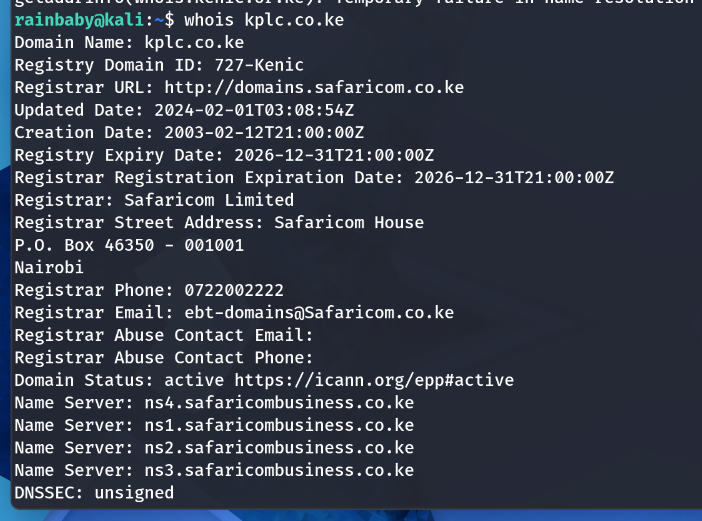 getaddrinfo(whois.kenic.or.ke): Temporary failure in name resolution
rainbaby@kali:~$ whois kplc.co.ke
Domain Name: kplc.co.ke
Registry Domain ID: 727-Kenic
Registrar URL: http://domains.safaricom.co.ke
Updated Date: 2024-02-01T03:08:54Z
Creation Date: 2003-02-12T21:00:00Z
Registry Expiry Date: 2026-12-31T21:00:00Z
Registrar Registration Expiration Date: 2026-12-31T21:00:00Z
Registrar: Safaricom Limited
Registrar Street Address: Safaricom House
P.O. Box 46350 - 001001
Nairobi
Registrar Phone: 0722002222
Registrar Email: ebt-domains@Safaricom.co.ke
Registrar Abuse Contact Email:
Registrar Abuse Contact Phone:
Domain Status: active https://icann.org/epp#active
Name Server: ns4.safaricombusiness.co.ke
Name Server: ns1.safaricombusiness.co.ke
Name Server: ns2.safaricombusiness.co.ke
Name Server: ns3.safaricombusiness.co.ke
DNSSEC: unsigned